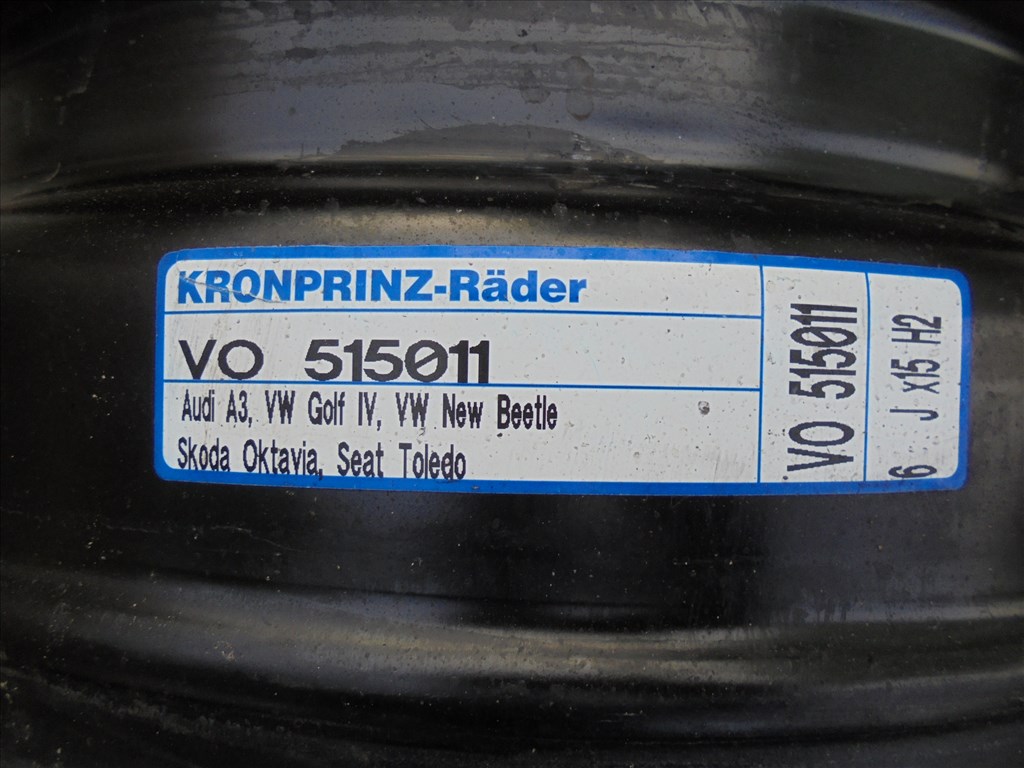 KRONPRINZ-Räder
VO 515011
Audi A3, VW Golf IV, VW New Beetle
Skoda Oktavia, Seat Toledo
VO 515011
6 J x15 H2